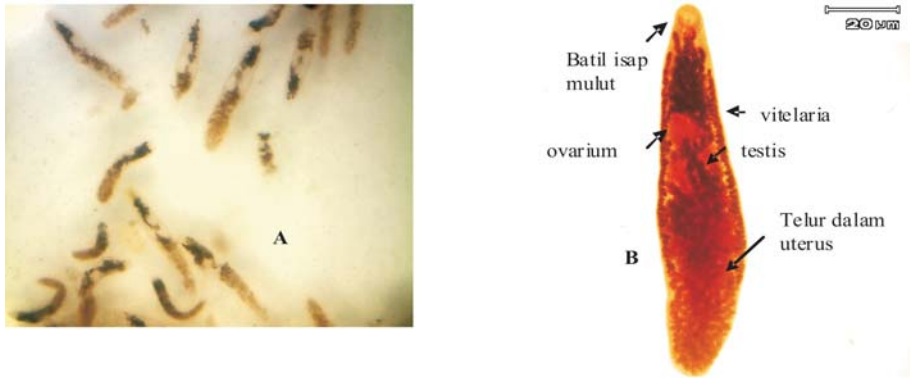 A
20 µm
Batil isap
mulut
vitelaria
ovarium
testis
Telur dalam
uterus
B